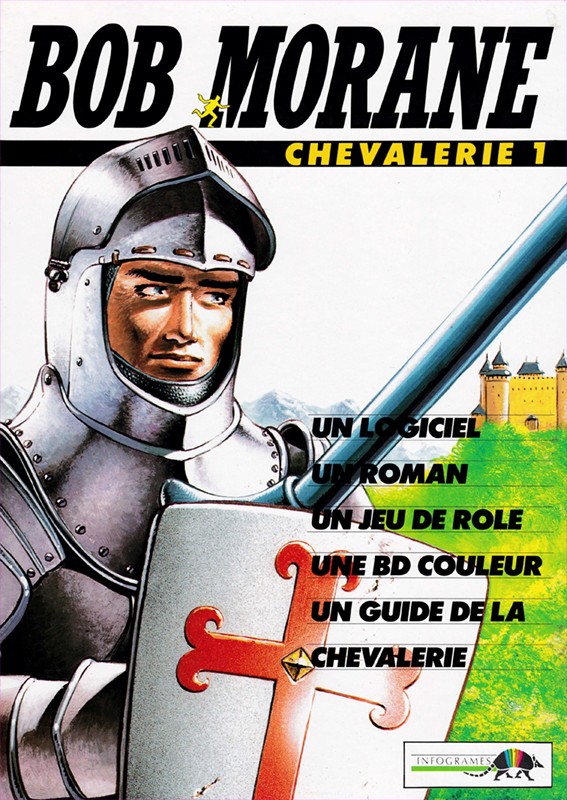 BOB MORANE
CHEVALERIE 1
UN LOGICIEL
UN ROMAN
UN JEU DE ROLE
UNE BD COULEUR
UN GUIDE DE LA
CHEVALERIE
INFOGRAMES